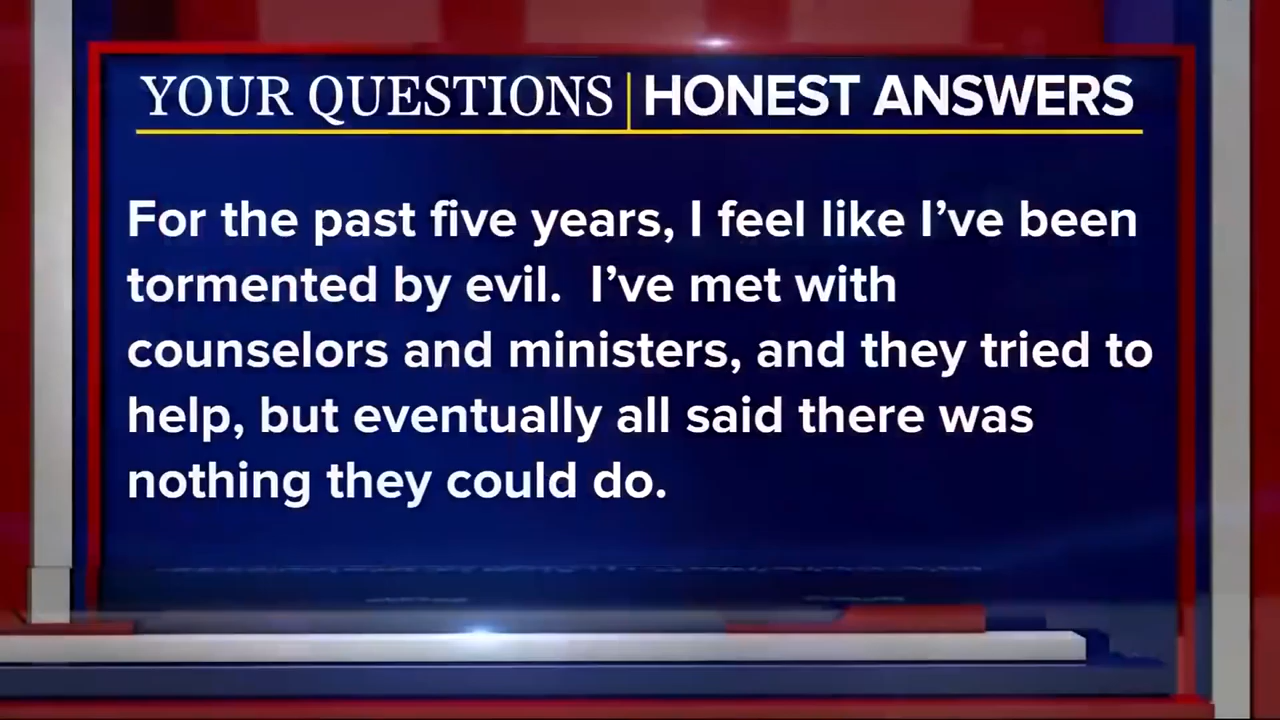 YOUR QUESTIONS | HONEST ANSWERS
For the past five years, I feel like I’ve been
tormented by evil.  I’ve met with
counselors and ministers, and they tried to
help, but eventually all said there was
nothing they could do.